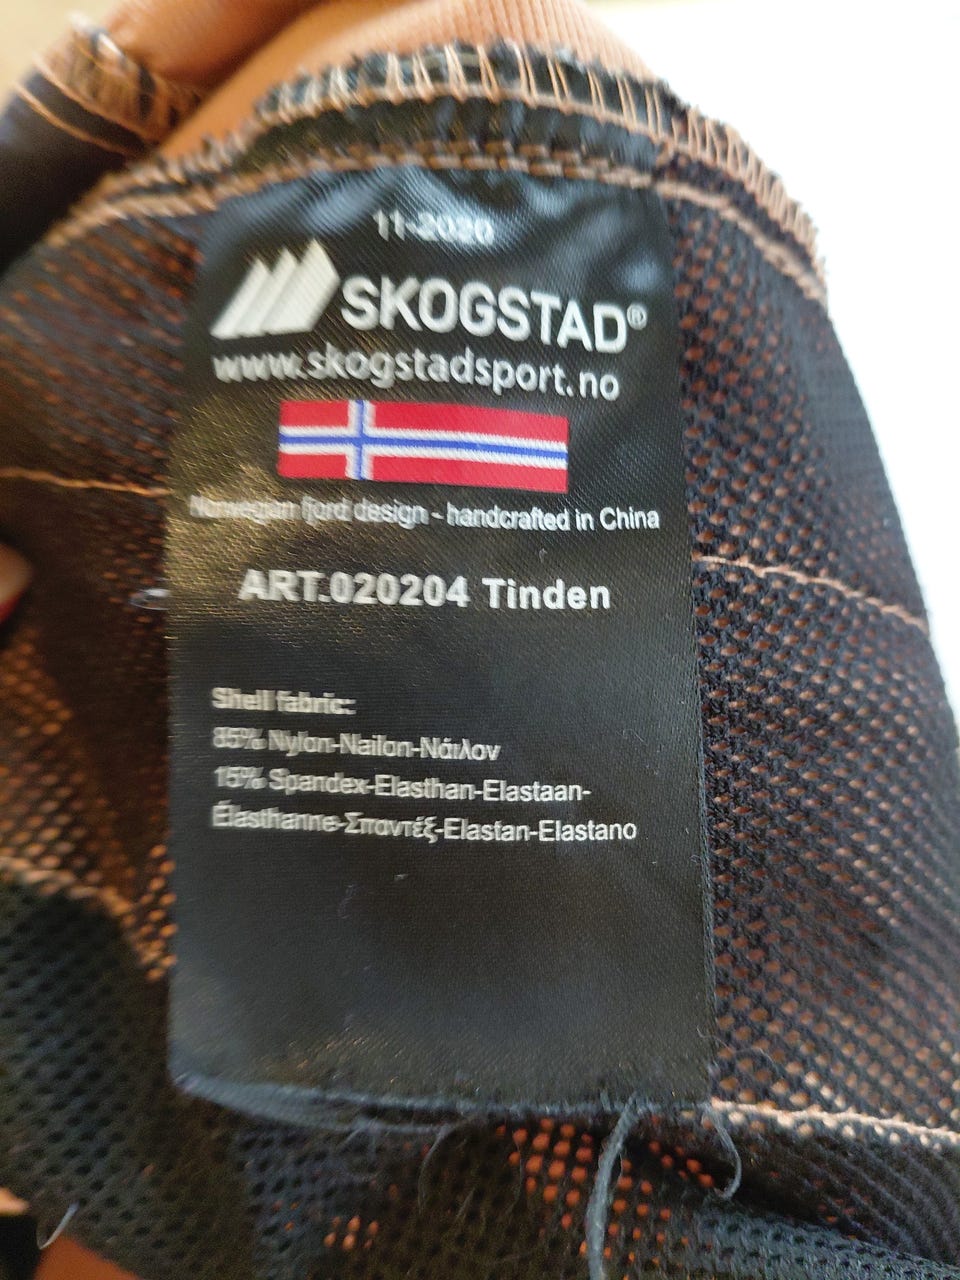 11-2020
SKOGSTAD®
www.skogstadsport.no
Norwegian fjord design - handcrafted in China
ART.020204 Tinden
Shell fabric:
85% Nylon-Nailon-Νάιλον
15% Spandex-Elasthan-Elastaan-
Élasthanne-Σπαντέξ-Elastan-Elastano